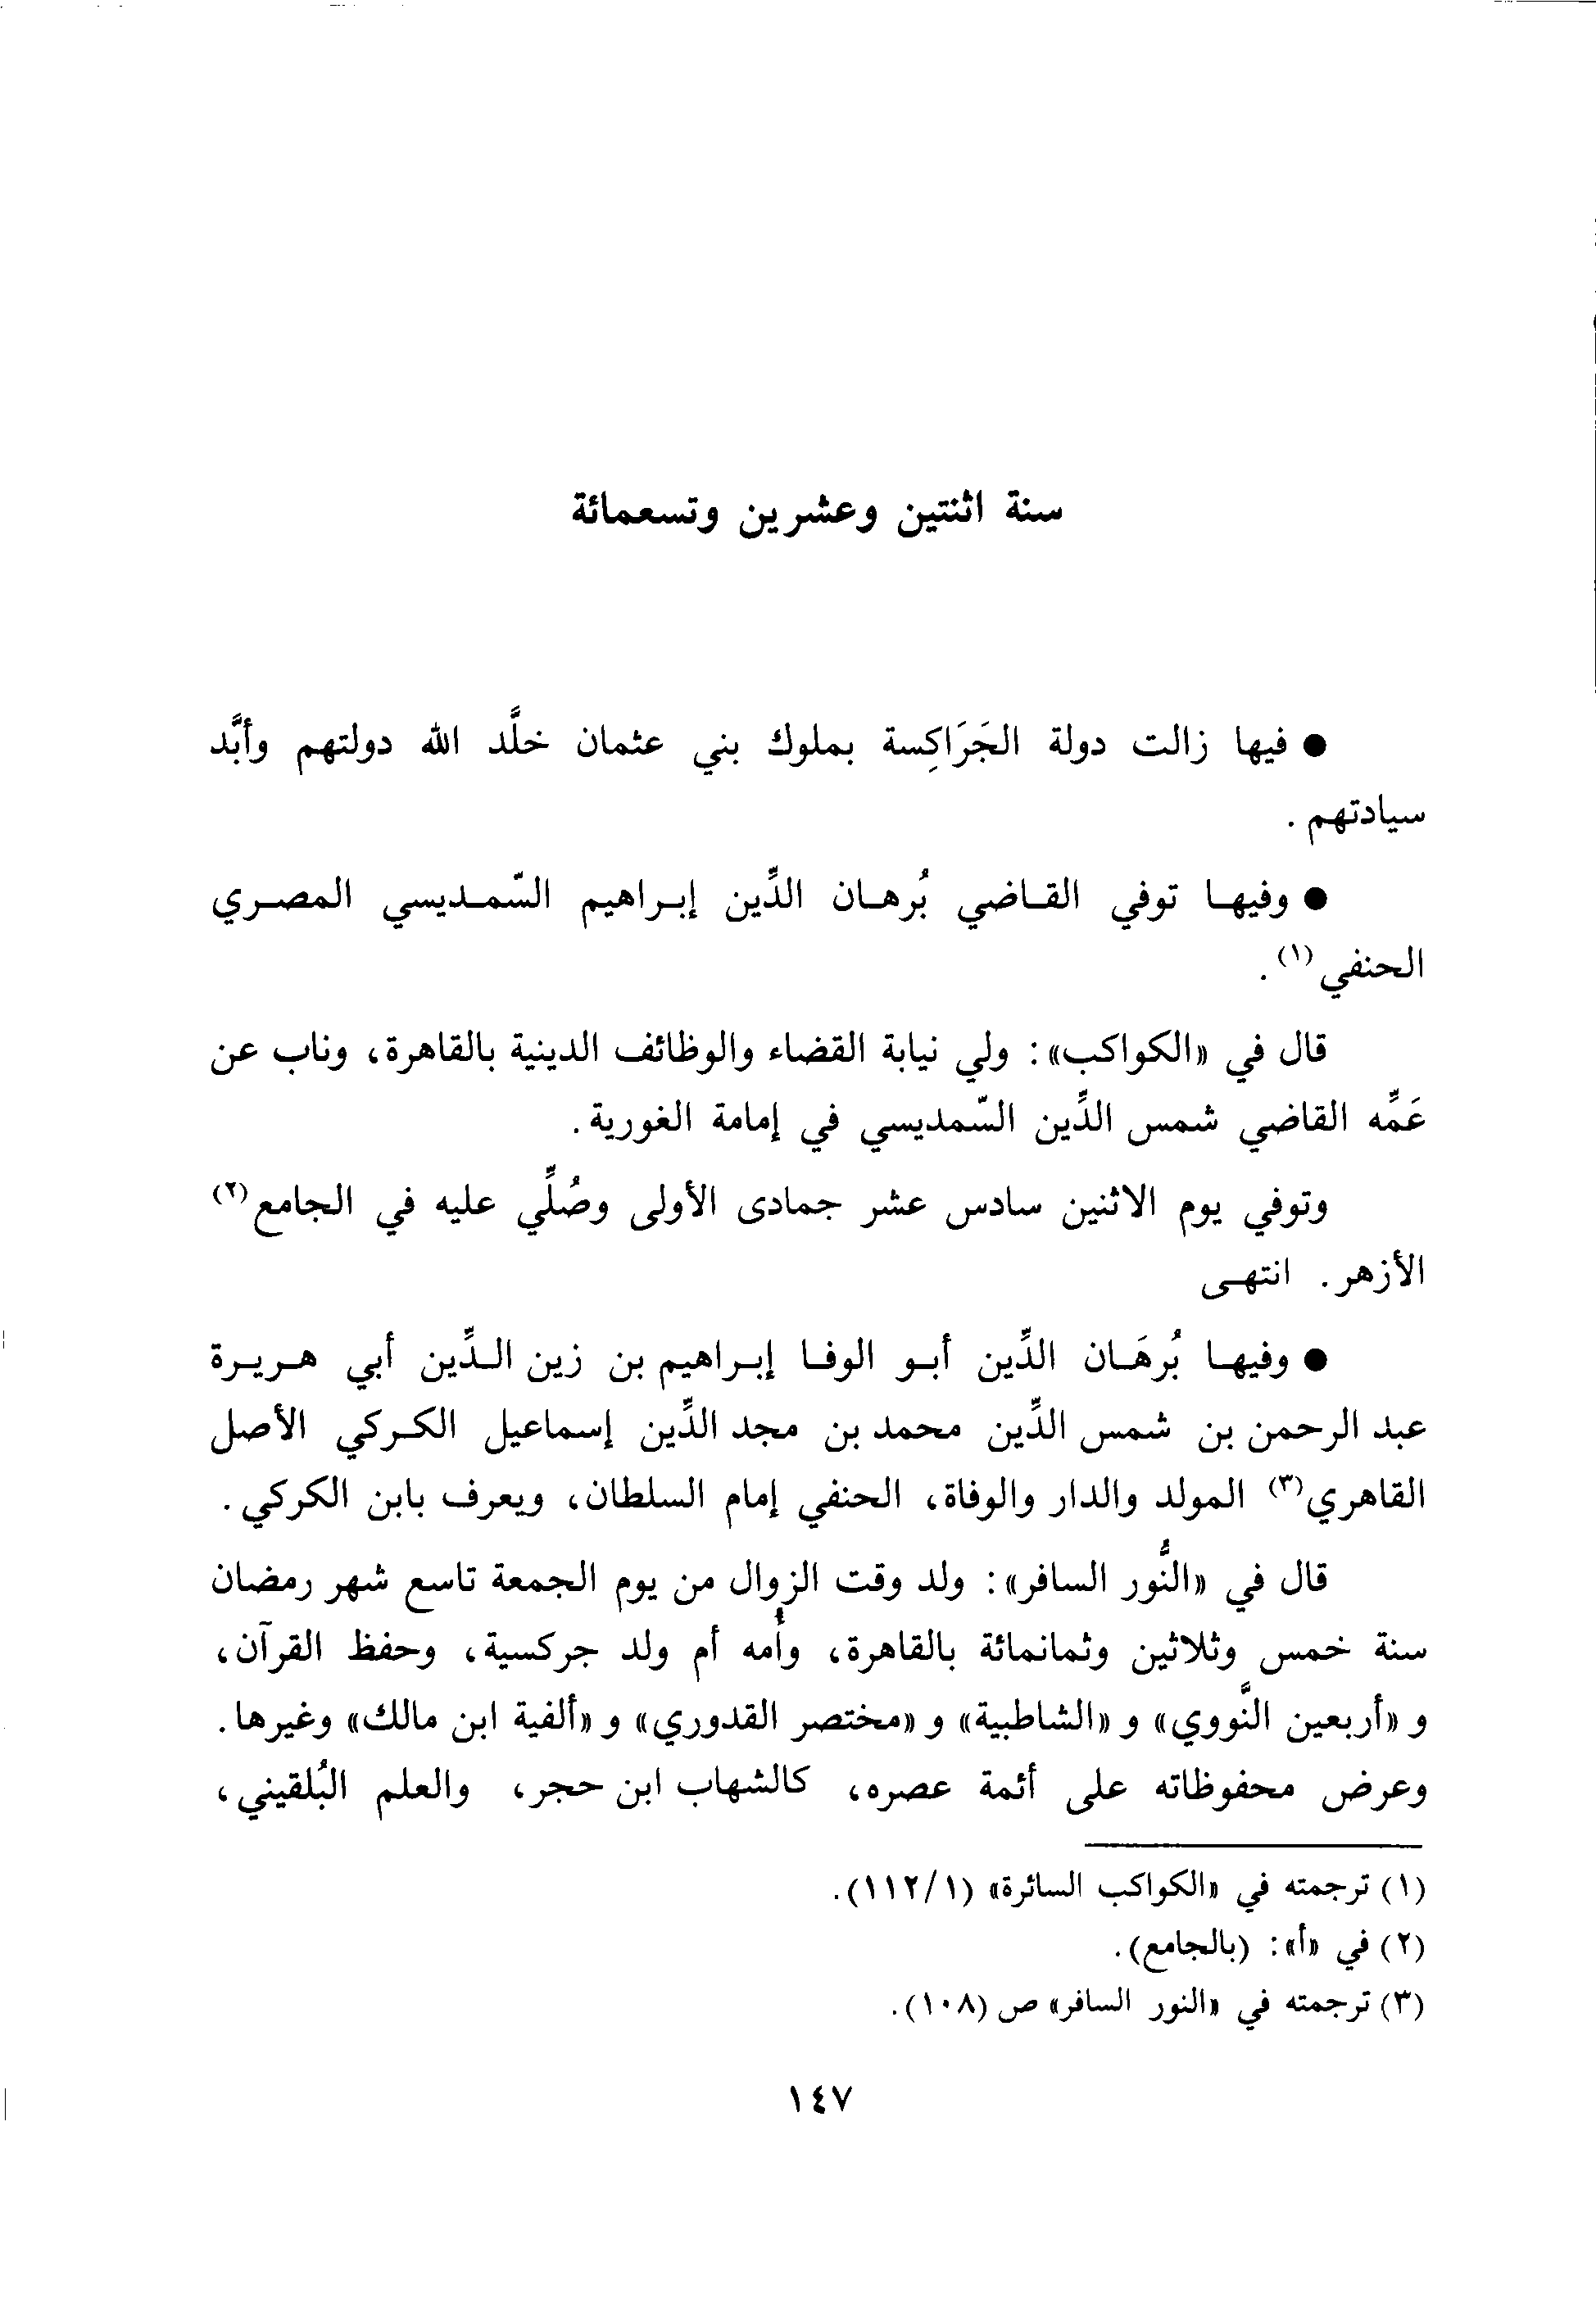 سنة اثنتين وعشرين وتسعمائة
● فيها زالت دولة الجَرَاكِسة بملوك بني عثمان خلَّد الله دولتهم وأبَّد
سيادتهم .
● وفيها توفي القاضي بُرهان الدِّين إبراهيم السّمديسي المصري
الحنفي(١) .
قال في «الكواكب»: ولي نيابة القضاء والوظائف الدينية بالقاهرة، وناب عن
عَمِّه القاضي شمس الدِّين السّمديسي في إمامة الغورية .
وتوفي يوم الاثنين سادس عشر جمادى الأولى وصُلِّي عليه في الجامع(٢)
الأزهر . انتهى
● وفيها بُرهَان الدِّين أبو الوفا إبراهيم بن زين الدِّين أبي هريرة
عبد الرحمن بن شمس الدِّين محمد بن مجد الدِّين إسماعيل الكركي الأصل
القاهري(٣) المولد والدار والوفاة، الحنفي إمام السلطان، ويعرف بابن الكركي .
قال في «النُّور السافر»: ولد وقت الزوال من يوم الجمعة تاسع شهر رمضان
سنة خمس وثلاثين وثمانمائة بالقاهرة، وأُمه أم ولد جركسية، وحفظ القرآن،
و «أربعين النَّووي» و «الشاطبية» و «مختصر القدوري» و «ألفية ابن مالك» وغيرها .
وعرض محفوظاته على أئمة عصره، كالشهاب ابن حجر، والعلم البُلقيني،
(١) ترجمته في «الكواكب السائرة» (١١٢/١).
(٢) في «أ»: (بالجامع).
(٣) ترجمته في «النور السافر» ص (١٠٨).
١٤٧